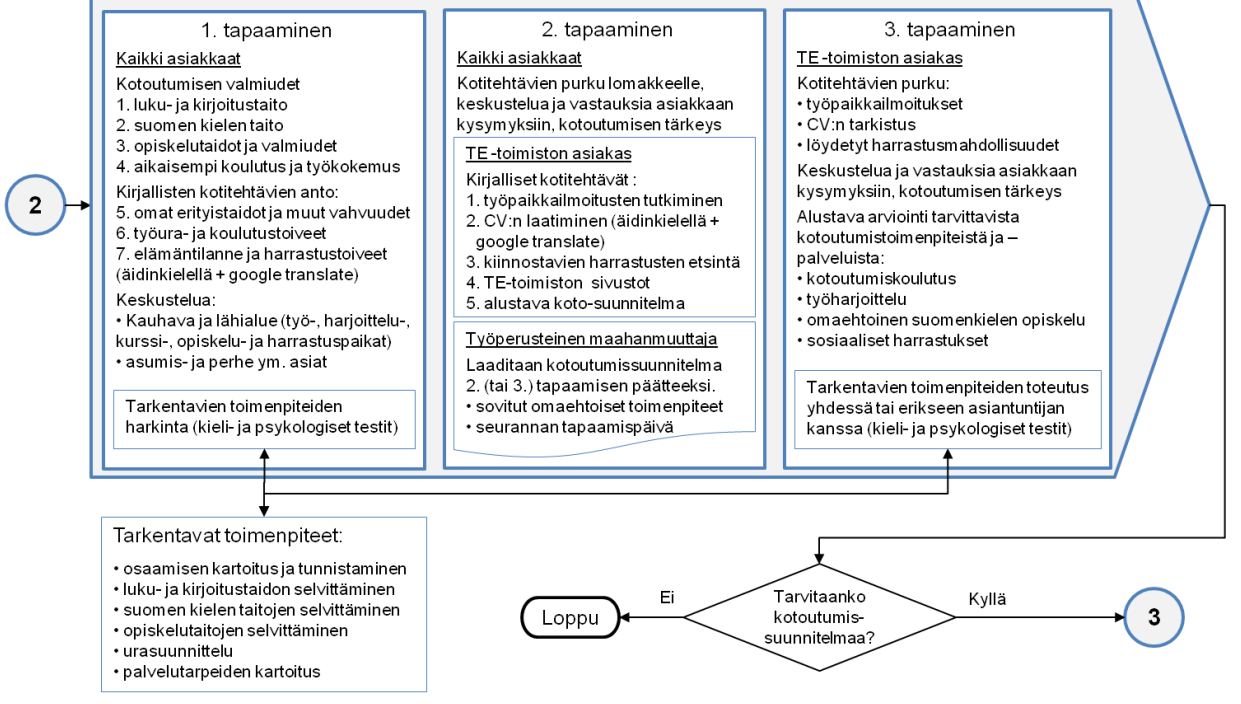 2
1. tapaaminen
Kaikki asiakkaat
Kotoutumisen valmiudet
1. luku- ja kirjoitustaito
2. suomen kielen taito
3. opiskelutaidot ja valmiudet
4. aikaisempi koulutus ja työkokemus
Kirjallisten kotitehtävien anto:
5. omat erityistaidot ja muut vahvuudet
6. työura- ja koulutustoiveet
7. elämäntilanne ja harrastustoiveet
(äidinkielellä + google translate)
Keskustelua:
• Kauhava ja lähialue (työ-, harjoittelu-,
kurssi-, opiskelu- ja harrastuspaikat)
• asumis- ja perhe ym. asiat
Tarkentavien toimenpiteiden
harkinta (kieli- ja psykologiset testit)
2. tapaaminen
Kaikki asiakkaat
Kotitehtävien purku lomakkeelle,
keskustelua ja vastauksia asiakkaan
kysymyksiin, kotoutumisen tärkeys
TE-toimiston asiakas
Kirjalliset kotitehtävät :
1. työpaikkailmoitusten tutkiminen
2. CV:n laatiminen (äidinkielellä +
google translate)
3. kiinnostavien harrastusten etsintä
4. TE-toimiston sivustot
5. alustava koto-suunnitelma
Työperusteinen maahanmuuttaja
Laaditaan kotoutumissuunnitelma
2. (tai 3.) tapaamisen päätteeksi.
• sovitut omaehtoiset toimenpiteet
• seurannan tapaamispäivä
3. tapaaminen
TE-toimiston asiakas
Kotitehtävien purku:
• työpaikkailmoitukset
• CV:n tarkistus
• löydetyt harrastusmahdollisuudet
Keskustelua ja vastauksia asiakkaan
kysymyksiin, kotoutumisen tärkeys
Alustava arviointi tarvittavista
kotoutumistoimenpiteistä ja –
palveluista:
• kotoutumiskoulutus
• työharjoittelu
• omaehtoinen suomenkielen opiskelu
• sosiaaliset harrastukset
Tarkentavien toimenpiteiden toteutus
yhdessä tai erikseen asiantuntijan
kanssa (kieli- ja psykologiset testit)
Tarkentavat toimenpiteet:
• osaamisen kartoitus ja tunnistaminen
• luku- ja kirjoitustaidon selvittäminen
• suomen kielen taitojen selvittäminen
• opiskelutaitojen selvittäminen
• urasuunnittelu
• palvelutarpeiden kartoitus
Loppu
Ei
Tarvitaanko
kotoutumis-
suunnitelmaa?
Kyllä
3